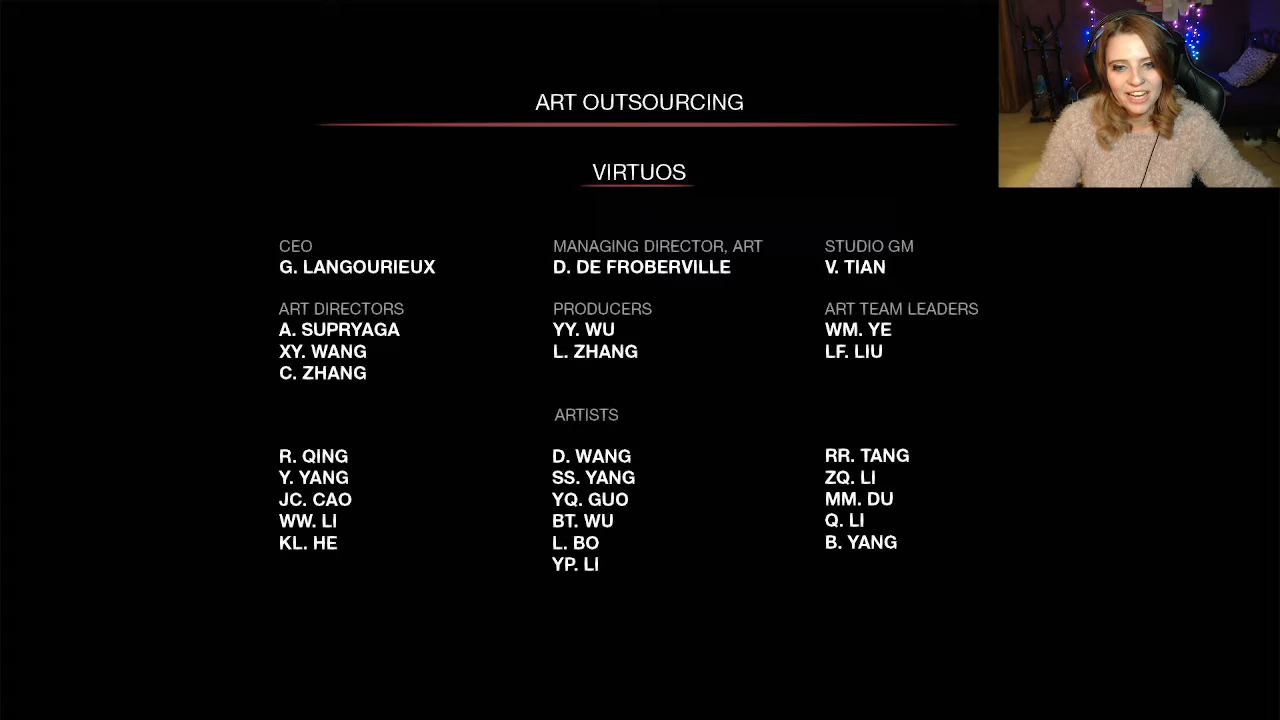 ART OUTSOURCING
VIRTUOS
CEO
G. LANGOURIEUX
MANAGING DIRECTOR, ART
D. DE FROBERVILLE
STUDIO GM
V. TIAN
ART DIRECTORS
A. SUPRYAGA
XY. WANG
C. ZHANG
PRODUCERS
YY. WU
L. ZHANG
ART TEAM LEADERS
WM. YE
LF. LIU
ARTISTS
R. QING
Y. YANG
JC. CAO
WW. LI
KL. HE
D. WANG
SS. YANG
YQ. GUO
BT. WU
L. BO
YP. LI
RR. TANG
ZQ. LI
MM. DU
Q. LI
B. YANG